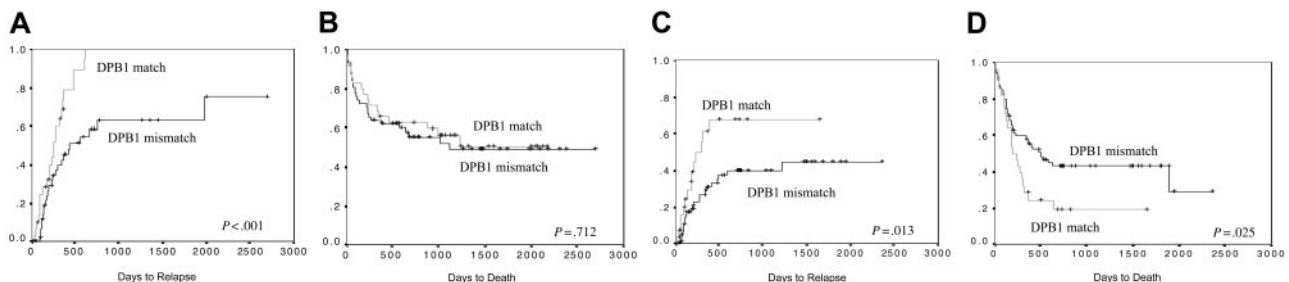 A
1.0
.8
.6
.4
.2
0.0
DPB1 match
DPB1 mismatch
P<.001
0 500 1000 1500 2000 2500 3000
Days to Relapse
B
1.0
.8
.6
.4
.2
0.0
DPB1 match
DPB1 mismatch
P=.712
0 500 1000 1500 2000 2500 3000
Days to Death
C
1.0
.8
.6
.4
.2
0.0
DPB1 match
DPB1 mismatch
P=.013
0 500 1000 1500 2000 2500 3000
Days to Relapse
D
1.0
.8
.6
.4
.2
0.0
DPB1 mismatch
DPB1 match
P=.025
0 500 1000 1500 2000 2500 3000
Days to Death